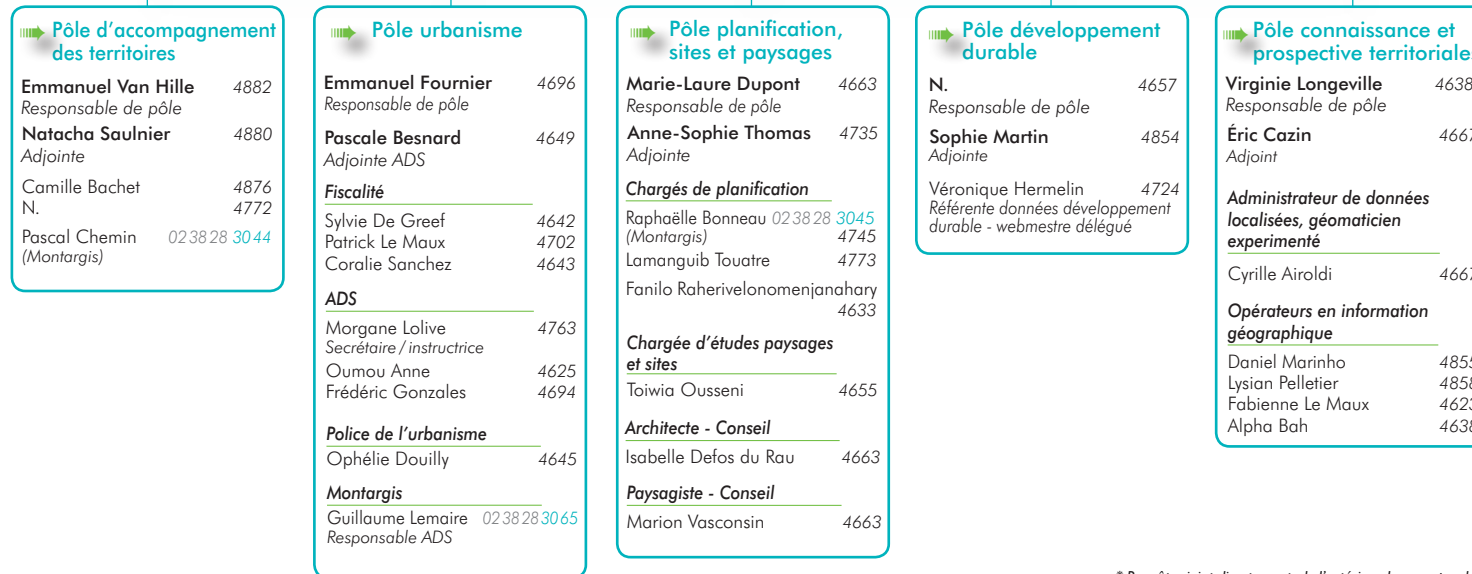 Pôle d'accompagnement
des territoires
Emmanuel Van Hille 4882
Responsable de pôle
Natacha Saulnier 4880
Adjointe
Camille Bachet 4876
N. 4772
Pascal Chemin 02 38 28 30 44
(Montargis)
Pôle urbanisme
Emmanuel Fournier 4696
Responsable de pôle
Pascale Besnard 4649
Adjointe ADS
Fiscalité
Sylvie De Greef 4642
Patrick Le Maux 4702
Coralie Sanchez 4643
ADS
Morgane Lolive 4763
Secrétaire / instructrice
Oumou Anne 4625
Frédéric Gonzales 4694
Police de l'urbanisme
Ophélie Douilly 4645
Montargis
Guillaume Lemaire 02 38 28 30 65
Responsable ADS
Pôle planification,
sites et paysages
Marie-Laure Dupont 4663
Responsable de pôle
Anne-Sophie Thomas 4735
Adjointe
Chargés de planification
Raphaëlle Bonneau 02 38 28 3045
(Montargis) 4745
Lamanguib Touatre 4773
Fanilo Raherivelonomenjanahary
4633
Chargée d'études paysages
et sites
Toiwia Ousseni 4655
Architecte - Conseil
Isabelle Defos du Rau 4663
Paysagiste - Conseil
Marion Vasconsin 4663
Pôle développement
durable
N. 4657
Responsable de pôle
Sophie Martin 4854
Adjointe
Véronique Hermelin 4724
Référente données développement
durable - webmestre délégué
Pôle connaissance et
prospective territoriale
Virginie Longeville 4638
Responsable de pôle
Éric Cazin 4667
Adjoint
Administrateur de données
localisées, géomaticien
experimenté
Cyrille Airoldi 4667
Opérateurs en information
géographique
Daniel Marinho 4855
Lysian Pelletier 4858
Fabienne Le Maux 4623
Alpha Bah 4638